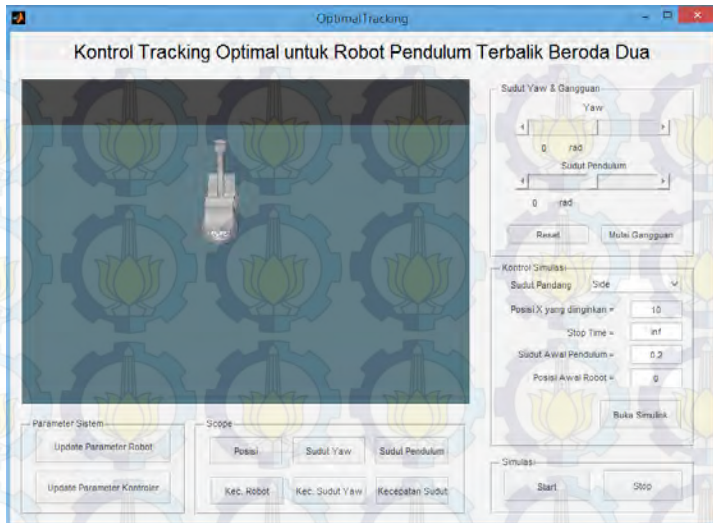 OptimalTracking
Kontrol Tracking Optimal untuk Robot Pendulum Terbalik Beroda Dua
Sudut Yaw & Gangguan
Yaw
0 rad
Sudut Pendulum
0 rad
Reset Mulai Gangguan
Kontrol Simulasi
Sudut Pandang Side
Posisi X yang diinginkan = 10
Stop Time = inf
Sudut Awal Pendulum = 0.2
Posisi Awal Robot = 0
Buka Simulink
Parameter Sistem
Update Parameter Robot
Update Parameter Kontroler
Scope
Posisi Sudut Yaw Sudut Pendulum
Kec. Robot Kec. Sudut Yaw Kecepatan Sudut
Simulasi
Start Stop